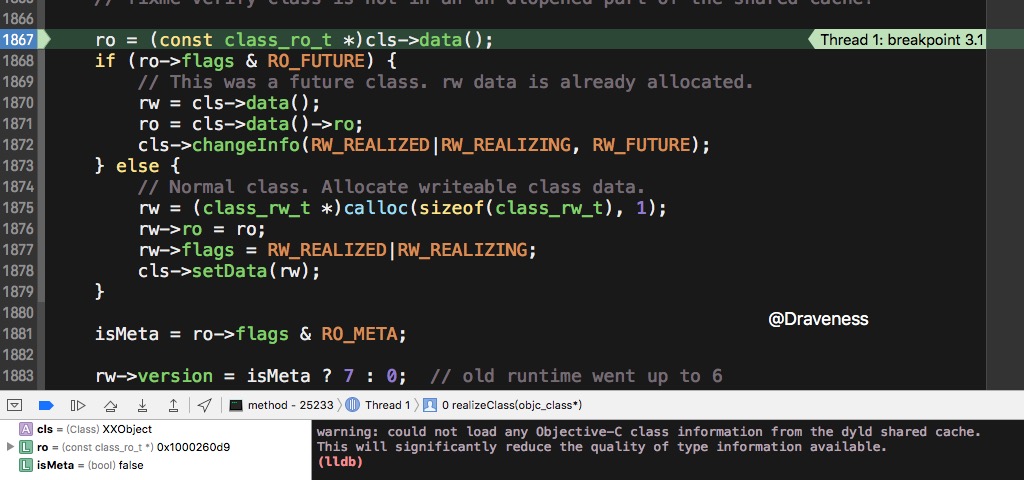 // fixme verify class is not in an un-dlopened part of the shared cache?
1866
1867 ro = (const class_ro_t *)cls->data(); Thread 1: breakpoint 3.1
1868 if (ro->flags & RO_FUTURE) {
1869 // This was a future class. rw data is already allocated.
1870 rw = cls->data();
1871 ro = cls->data()->ro;
1872 cls->changeInfo(RW_REALIZED|RW_REALIZING, RW_FUTURE);
1873 } else {
1874 // Normal class. Allocate writeable class data.
1875 rw = (class_rw_t *)calloc(sizeof(class_rw_t), 1);
1876 rw->ro = ro;
1877 rw->flags = RW_REALIZED|RW_REALIZING;
1878 cls->setData(rw);
1879 }
1880
@Draveness
1881 isMeta = ro->flags & RO_META;
1882
1883 rw->version = isMeta ? 7 : 0; // old runtime went up to 6
method - 25233 Thread 1 0 realizeClass(objc_class*)
A cls = (Class) XXObject
L ro = (const class_ro_t *) 0x1000260d9
L isMeta = (bool) false
warning: could not load any Objective-C class information from the dyld shared cache.
This will significantly reduce the quality of type information available.
(lldb)